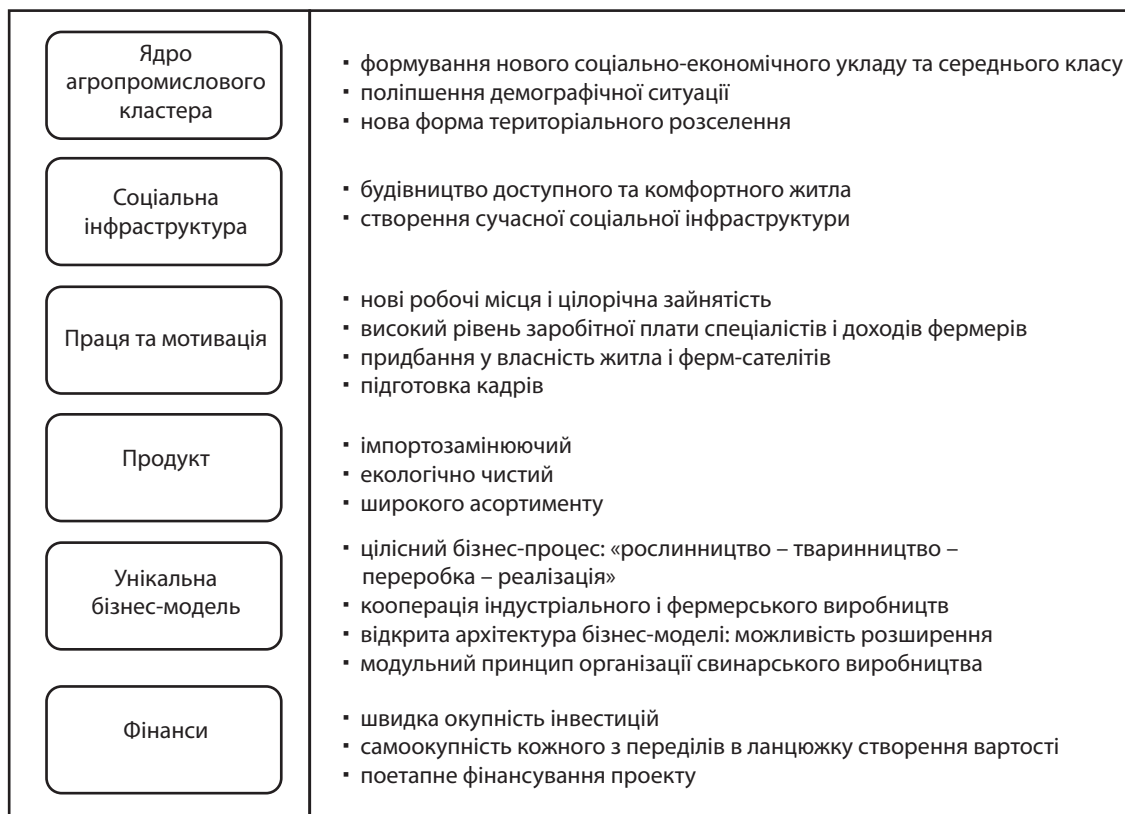 Ядро
агропромислового
кластера
▪ формування нового соціально-економічного укладу та середнього класу
▪ поліпшення демографічної ситуації
▪ нова форма територіального розселення
Соціальна
інфраструктура
▪ будівництво доступного та комфортного житла
▪ створення сучасної соціальної інфраструктури
Праця та мотивація
▪ нові робочі місця і цілорічна зайнятість
▪ високий рівень заробітної плати спеціалістів і доходів фермерів
▪ придбання у власність житла і ферм-сателітів
▪ підготовка кадрів
Продукт
▪ імпортозамінюючий
▪ екологічно чистий
▪ широкого асортименту
Унікальна
бізнес-модель
▪ цілісний бізнес-процес: «рослинництво – тваринництво –
переробка – реалізація»
▪ кооперація індустріального і фермерського виробництв
▪ відкрита архітектура бізнес-моделі: можливість розширення
▪ модульний принцип організації свинарського виробництва
Фінанси
▪ швидка окупність інвестицій
▪ самоокупність кожного з переділів в ланцюжку створення вартості
▪ поетапне фінансування проекту